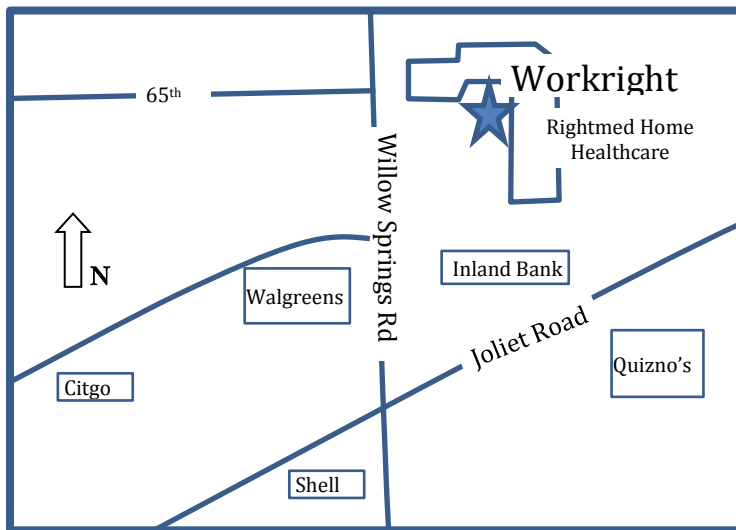 Workright
65ᵗʰ
Rightmed Home
Healthcare
Willow Springs Rd
N
Inland Bank
Walgreens
Joliet Road
Citgo
Quizno’s
Shell